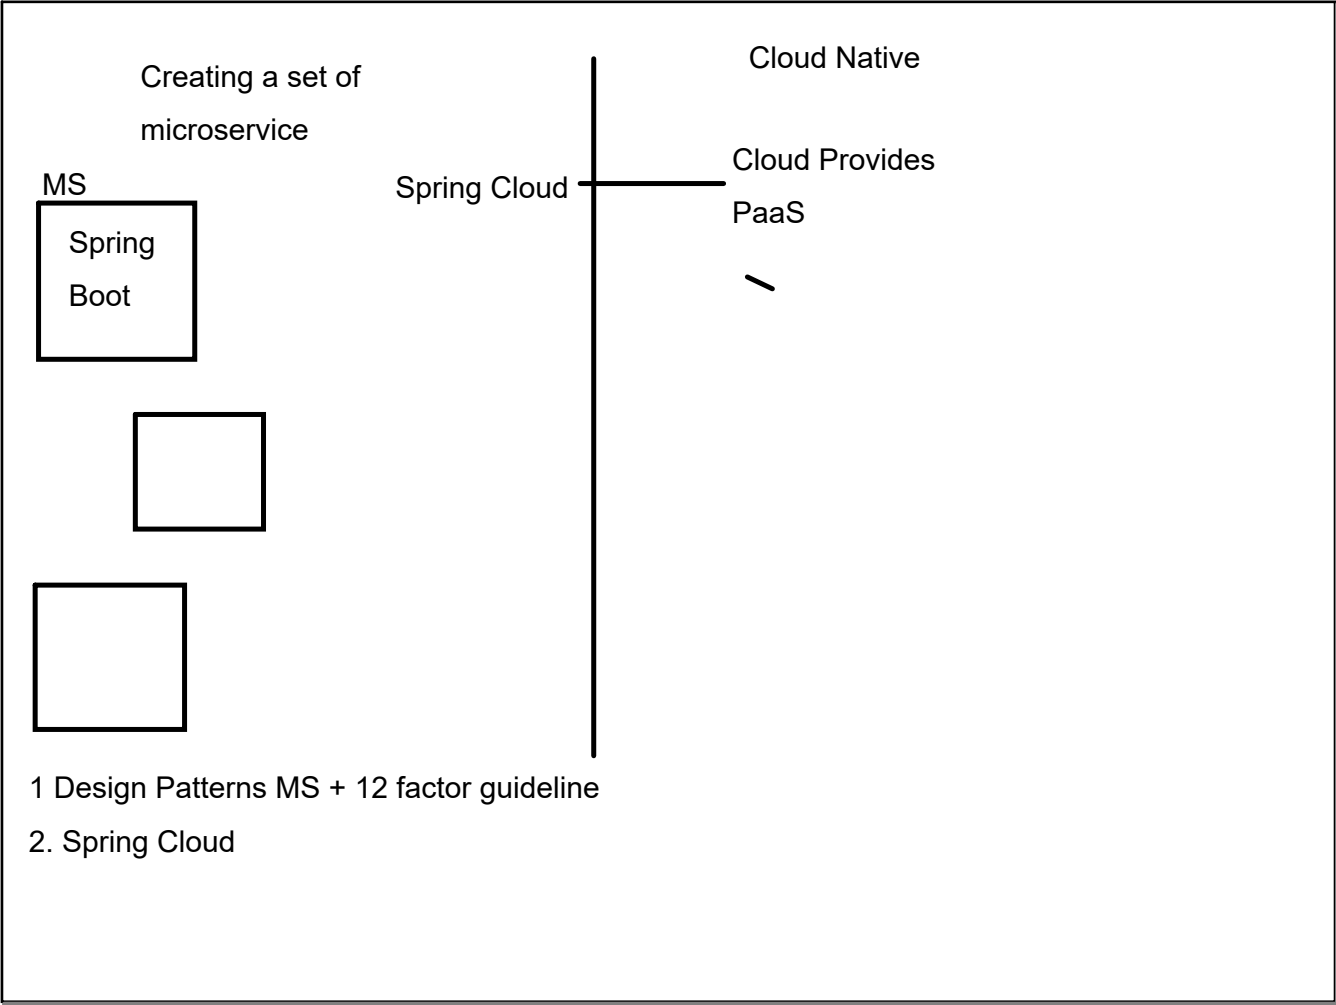 Creating a set of
microservice
MS
Spring
Boot
Spring Cloud
Cloud Native
Cloud Provides
PaaS
1 Design Patterns MS + 12 factor guideline
2. Spring Cloud